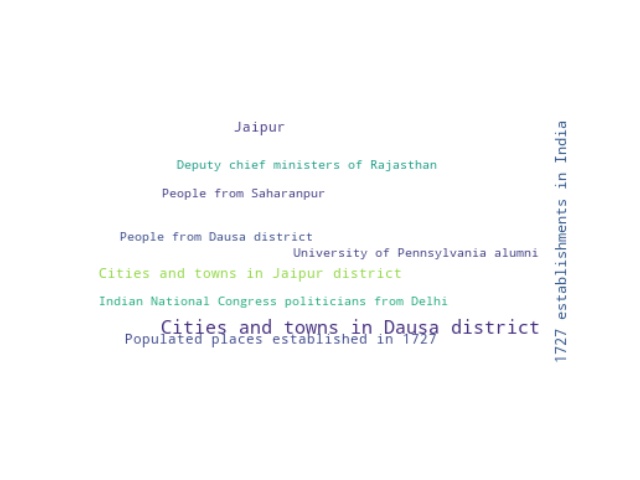 Jaipur
Deputy chief ministers of Rajasthan
People from Saharanpur
People from Dausa district
University of Pennsylvania alumni
Cities and towns in Jaipur district
Indian National Congress politicians from Delhi
Cities and towns in Dausa district
Populated places established in 1727
1727 establishments in India